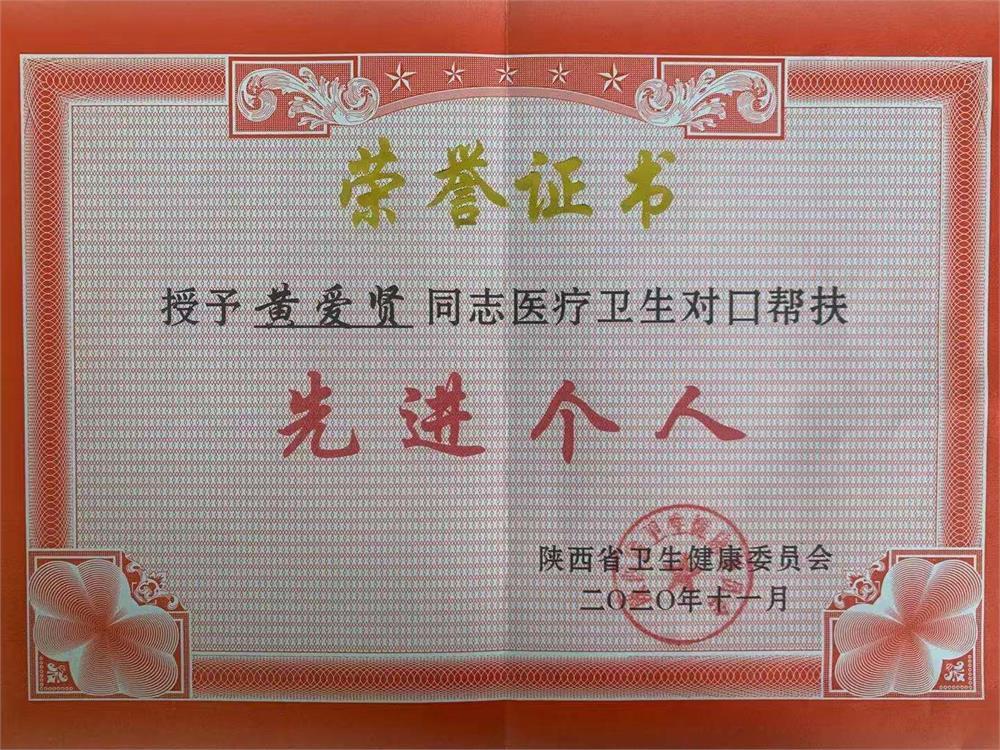 荣誉证书
授予 黄爱贤 同志医疗卫生对口帮扶
先进个人
陕西省卫生健康委员会
二〇二〇年十一月